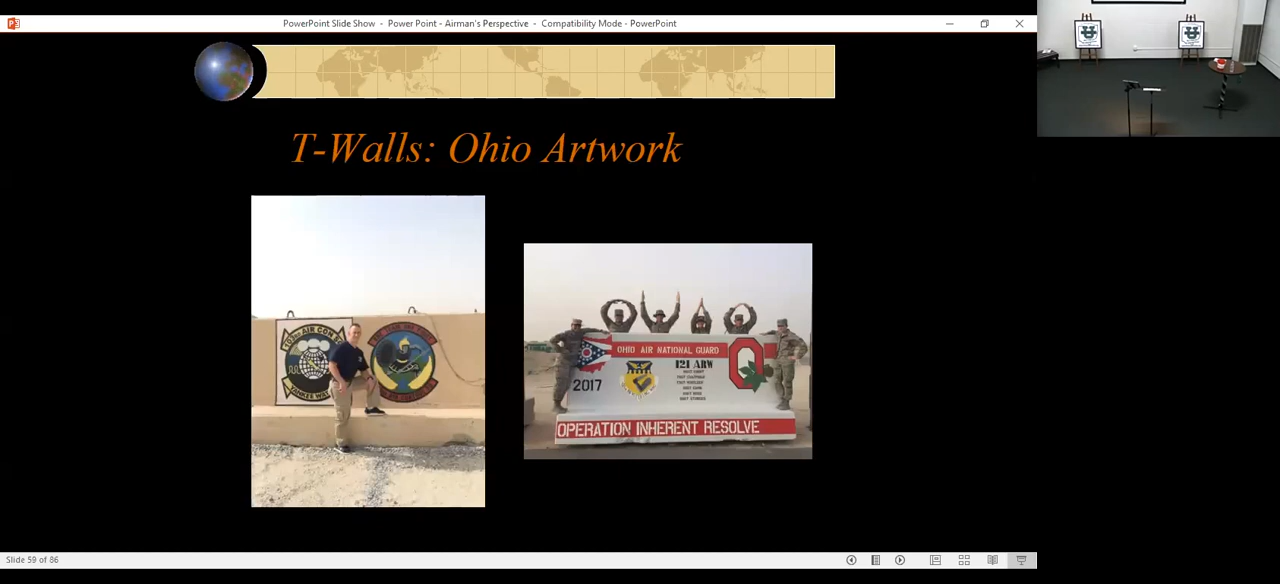 PowerPoint Slide Show - Power Point - Airman's Perspective - Compatibility Mode - PowerPoint
T-Walls: Ohio Artwork
OHIO AIR NATIONAL GUARD
121 ARW
2017
OPERATION INHERENT RESOLVE
Slide 59 of 86